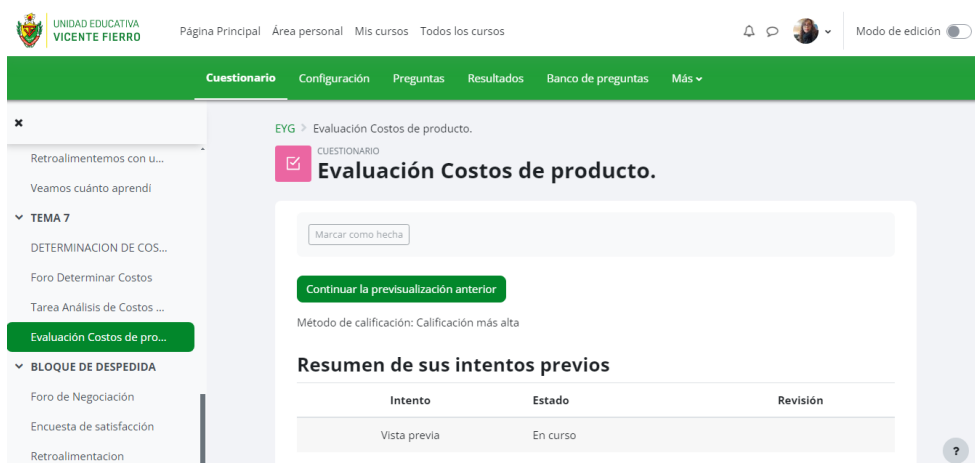 UNIDAD EDUCATIVA
VICENTE FIERRO
Página Principal Área personal Mis cursos Todos los cursos
Modo de edición
Cuestionario Configuración Preguntas Resultados Banco de preguntas Más
EYG > Evaluación Costos de producto.
CUESTIONARIO
Evaluación Costos de producto.
Retroalimentemos con u...
Veamos cuánto aprendí
TEMA 7
DETERMINACION DE COS...
Foro Determinar Costos
Tarea Análisis de Costos ...
Evaluación Costos de pro...
BLOQUE DE DESPEDIDA
Foro de Negociación
Encuesta de satisfacción
Retroalimentacion
Marcar como hecha
Continuar la previsualización anterior
Método de calificación: Calificación más alta
Resumen de sus intentos previos
Intento Estado Revisión
Vista previa En curso
?